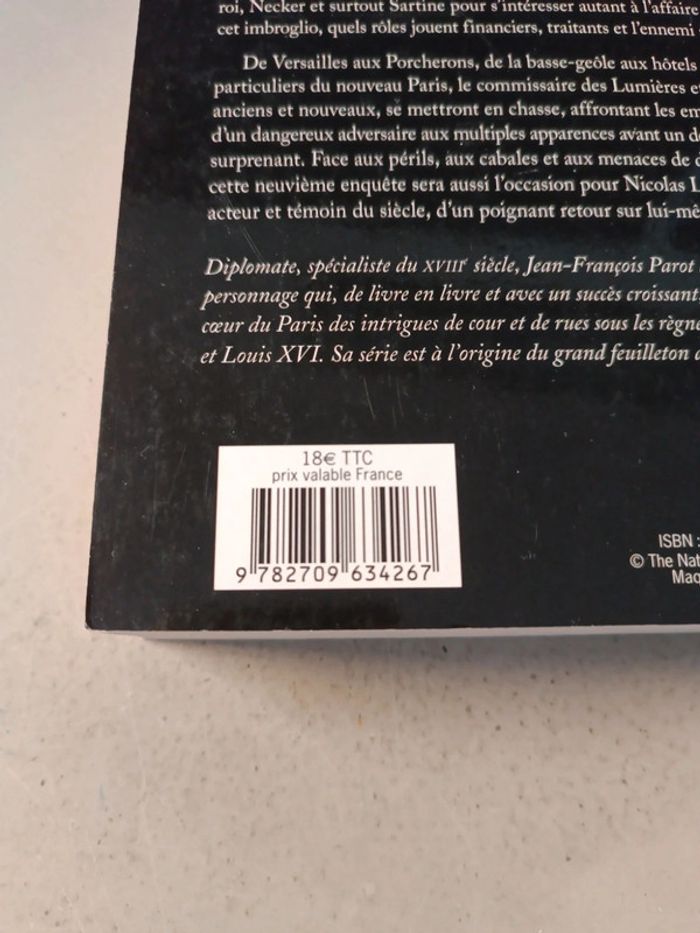 roi, Necker et surtout Sartine pour s'intéresser autant à l'affaire
cet imbroglio, quels rôles jouent financiers, traitants et l'ennemi
De Versailles aux Porcherons, de la basse-geôle aux hôtels
particuliers du nouveau Paris, le commissaire des Lumières
anciens et nouveaux, se mettront en chasse, affrontant les
d'un dangereux adversaire aux multiples apparences avant un
surprenant. Face aux périls, aux cabales et aux menaces de
cette neuvième enquête sera aussi l'occasion pour Nicolas L
acteur et témoin du siècle, d'un poignant retour sur lui-mê
Diplomate, spécialiste du XVIIIe siècle, Jean-François Parot
personnage qui, de livre en livre et avec un succès croissant,
cœur du Paris des intrigues de cour et de rues sous les règn
et Louis XVI. Sa série est à l'origine du grand feuilleton
18€ TTC
prix valable France
9 782709 634267
ISBN :
© The Nat
Mac